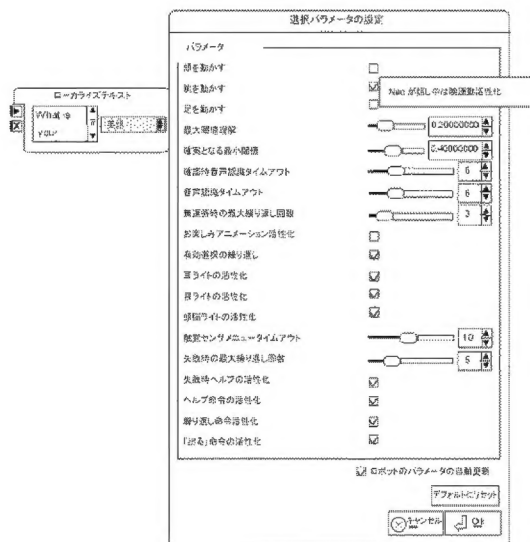 選択パラメータの設定
パラメータ
頭を動かす
腕を動かす
Nao が話し中は腕運動活性化
足を動かす
ローカライズテキスト
What is
your
英語
最大 理解
0.20000000
確実となる最小閾値
0.40000000
確認時音声認識タイムアウト
6
音声認識タイムアウト
6
無応答時の最大繰り返し回数
3
お楽しみアニメーション活性化
有効選択の繰り返し
耳ライトの活性化
目ライトの活性化
頭脳ライトの活性化
触覚センサメニュータイムアウト
10
失敗時の最大繰り返し回数
5
失敗時ヘルプの活性化
ヘルプ命令の活性化
繰り返し命令活性化
「出る」命令の活性化
ロボットのパラメータの自動更新
デフォルトにリセット
キャンセル
OK